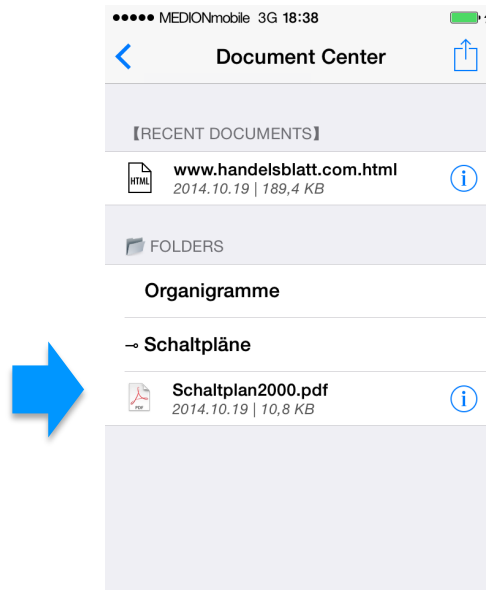 MEDIONmobile 3G 18:38
Document Center
【RECENT DOCUMENTS】
HTML
www.handelsblatt.com.html
2014.10.19 | 189,4 KB
i
FOLDERS
Organigramme
Schaltpläne
PDF
Schaltplan2000.pdf
2014.10.19 | 10,8 KB
i